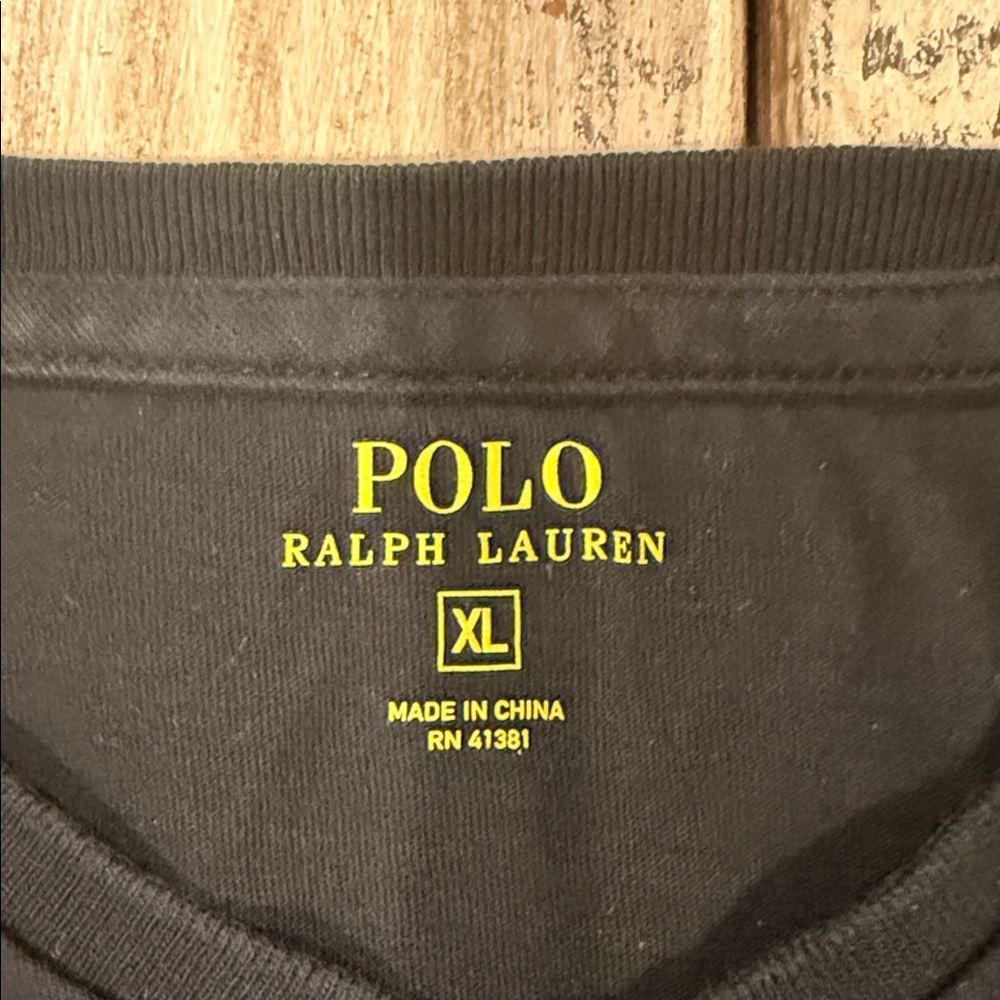 POLO
RALPH LAUREN
XL
MADE IN CHINA
RN 41381